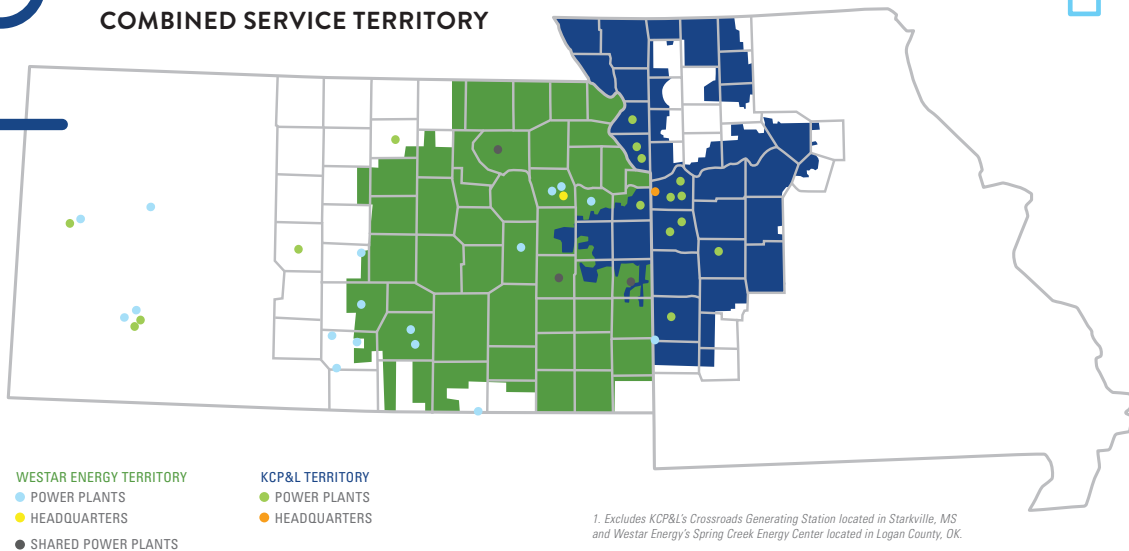 COMBINED SERVICE TERRITORY
WESTAR ENERGY TERRITORY
POWER PLANTS
HEADQUARTERS
SHARED POWER PLANTS
KCP&L TERRITORY
POWER PLANTS
HEADQUARTERS
1. Excludes KCP&L's Crossroads Generating Station located in Starkville, MS
and Westar Energy's Spring Creek Energy Center located in Logan County, OK.